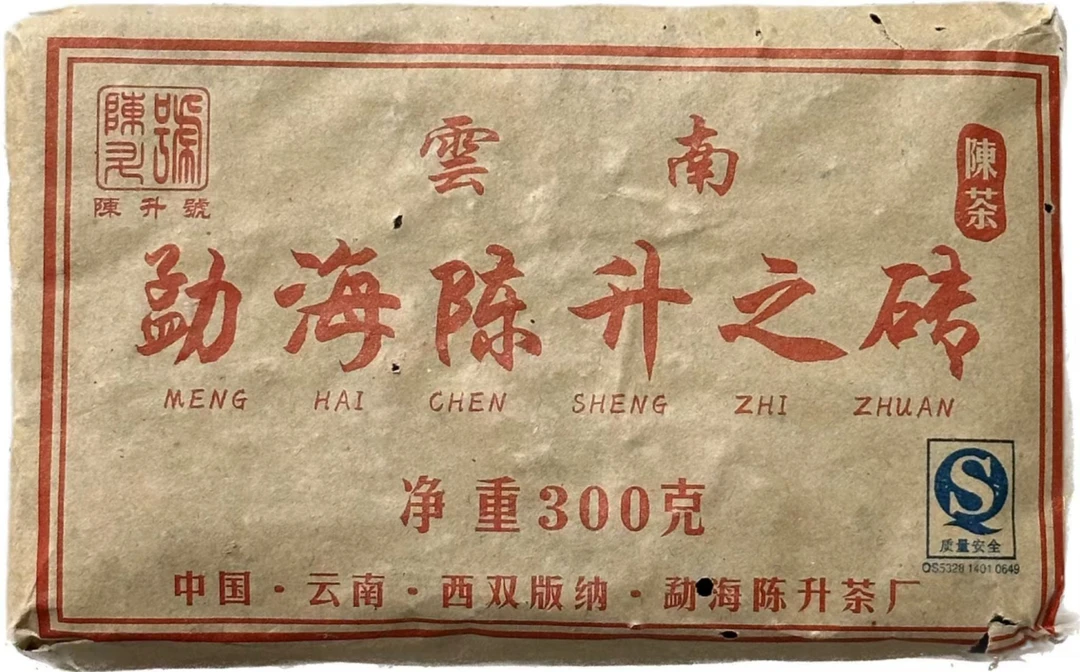 陳升號
陳升號
雲南
陳茶
勐海陈升之砖
MENG HAI CHEN SHENG ZHI ZHUAN
净重300克
质量安全
QS5328 1401 0649
中国·云南·西双版纳·勐海陈升茶厂